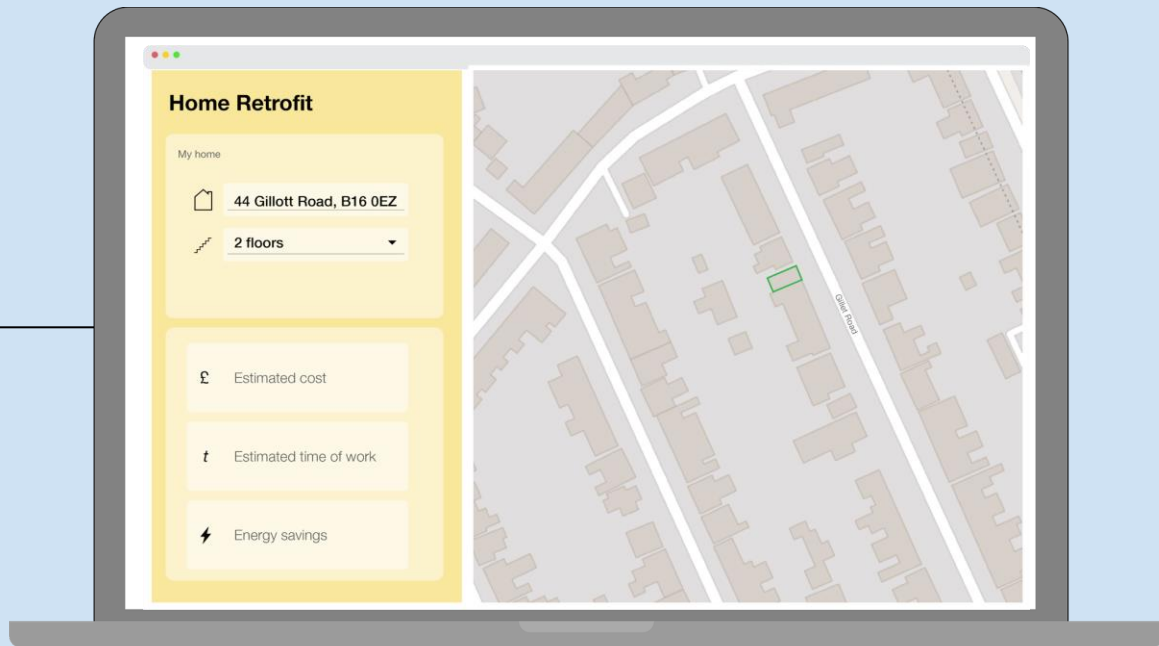 Home Retrofit
My home
44 Gillott Road, B16 0EZ
2 floors
£ Estimated cost
t Estimated time of work
Energy savings
Gillet Road